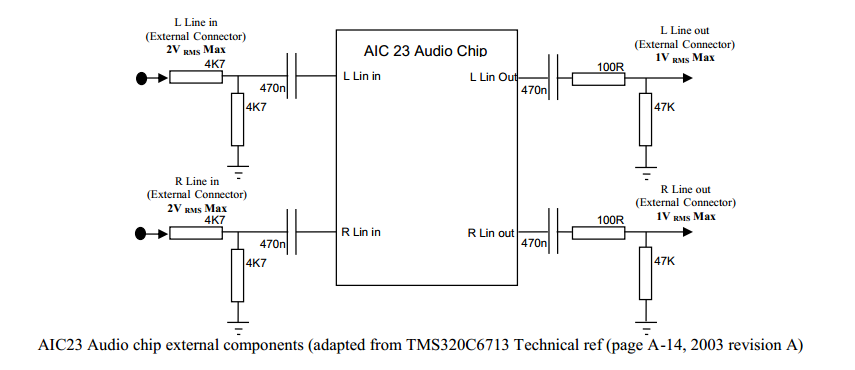 L Line in
(External Connector)
2V RMS Max
4K7
470n
4K7
AIC 23 Audio Chip
L Lin in
L Lin Out
470n
100R
L Line out
(External Connector)
1V RMS Max
47K
R Line in
(External Connector)
2V RMS Max
4K7
470n
4K7
R Lin in
R Lin out
470n
100R
R Line out
(External Connector)
1V RMS Max
47K
AIC23 Audio chip external components (adapted from TMS320C6713 Technical ref (page A-14, 2003 revision A)